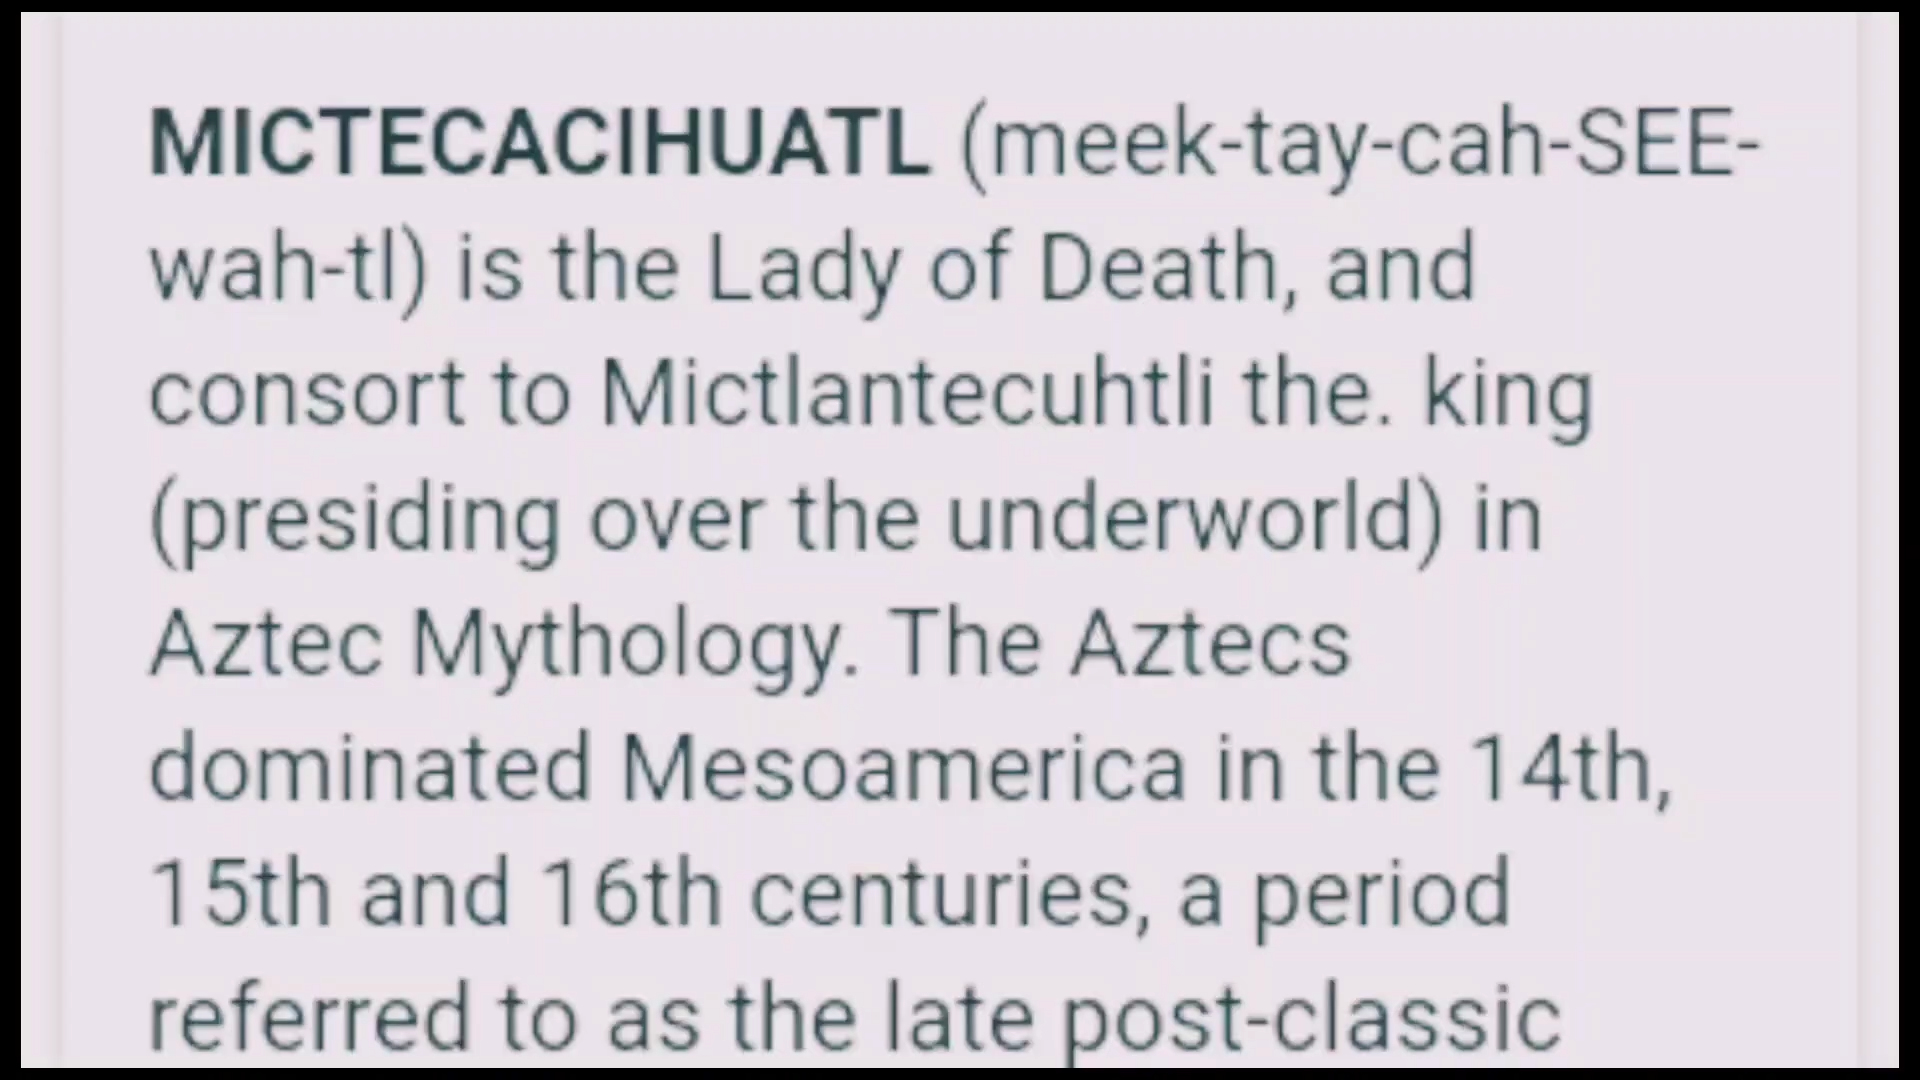 MICTECACIHUATL (meek-tay-cah-SEE-
wah-tl) is the Lady of Death, and
consort to Mictlantecuhtli the. king
(presiding over the underworld) in
Aztec Mythology. The Aztecs
dominated Mesoamerica in the 14th,
15th and 16th centuries, a period
referred to as the late post-classic